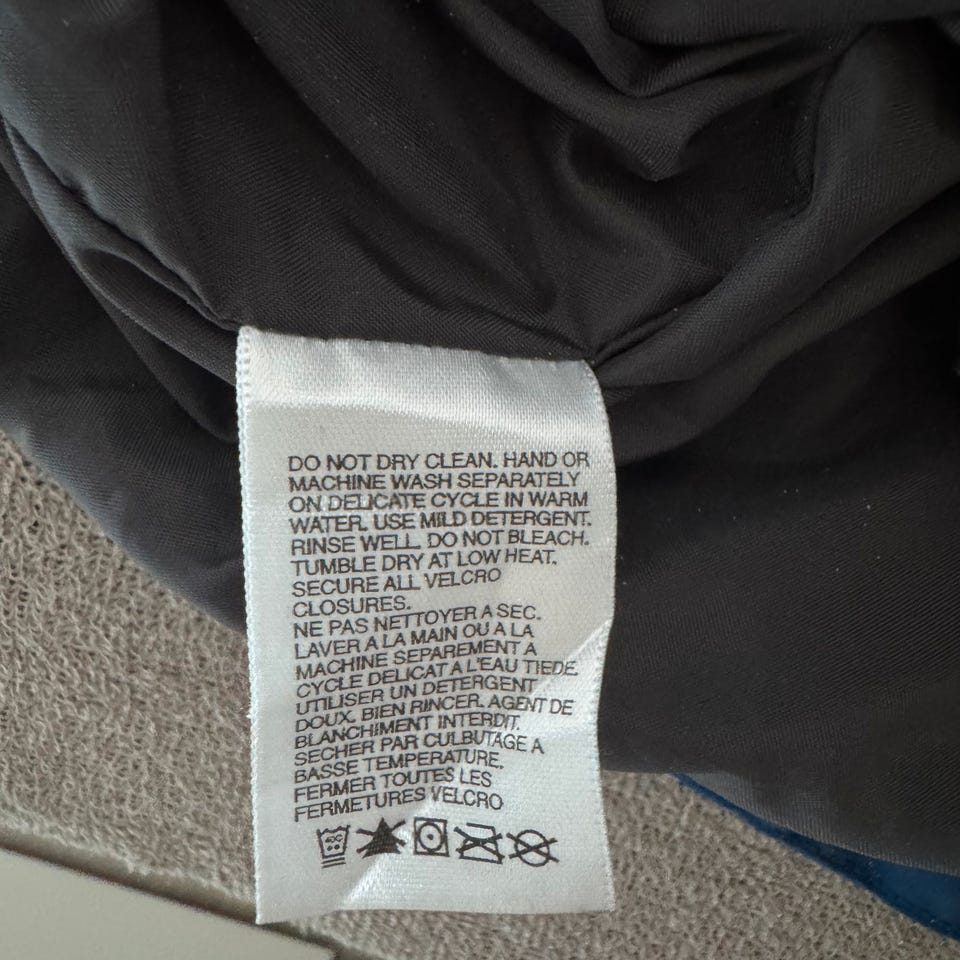 DO NOT DRY CLEAN. HAND OR
MACHINE WASH SEPARATELY
ON DELICATE CYCLE IN WARM
WATER. USE MILD DETERGENT.
RINSE WELL. DO NOT BLEACH.
TUMBLE DRY AT LOW HEAT.
SECURE ALL VELCRO
CLOSURES.
NE PAS NETTOYER A SEC.
LAVER A LA MAIN OU A LA
MACHINE SEPAREMENT A
CYCLE DELICAT A L'EAU TIEDE.
UTILISER UN DETERGENT
DOUX. BIEN RINCER. AGENT DE
BLANCHIMENT INTERDIT.
SECHER PAR CULBUTAGE A
BASSE TEMPERATURE.
FERMER TOUTES LES
FERMETURES VELCRO
40C